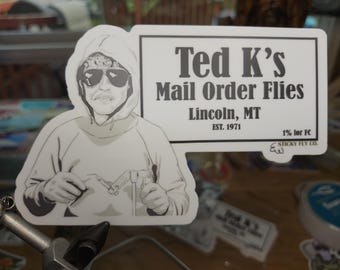 Ted K's
Mail Order Flies
Lincoln, MT
EST. 1971
1% for FC
STICKY FLY CO.
Ted K's